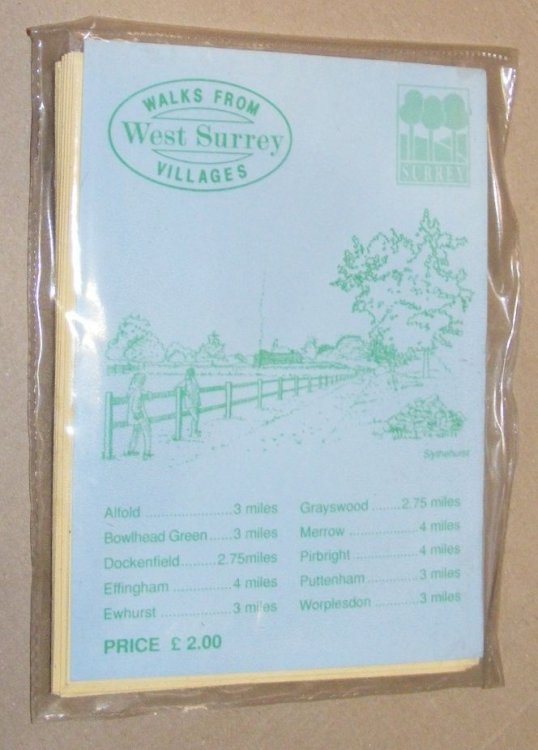 WALKS FROM
West Surrey
VILLAGES
SURREY
Slythehurst
Alfold ........................3 miles
Bowlhead Green ......3 miles
Dockenfield..........2.75miles
Effingham ................4 miles
Ewhurst ....................3 miles
Grayswood ........2.75 miles
Merrow ....................4 miles
Pirbright ...................4 miles
Puttenham................3 miles
Worplesdon ..............3 miles
PRICE £ 2.00